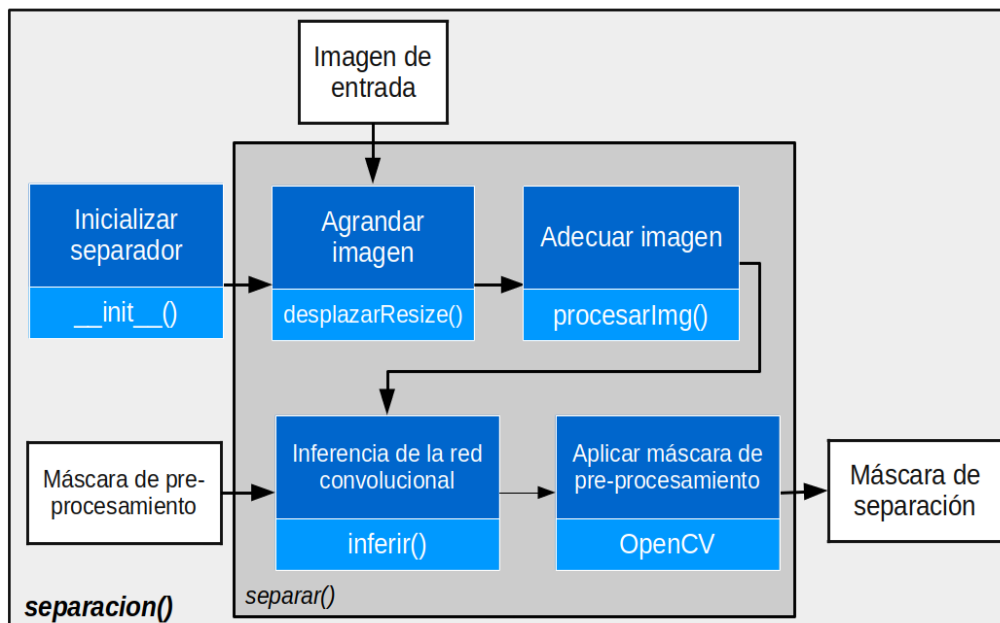 Imagen de
entrada
Inicializar
separador
__init__()
Agrandar
imagen
desplazarResize()
Adecuar imagen
procesarImg()
Máscara de pre-
procesamiento
Inferencia de la red
convolucional
inferir()
Aplicar máscara de
pre-procesamiento
OpenCV
Máscara de
separación
separar()
separacion()